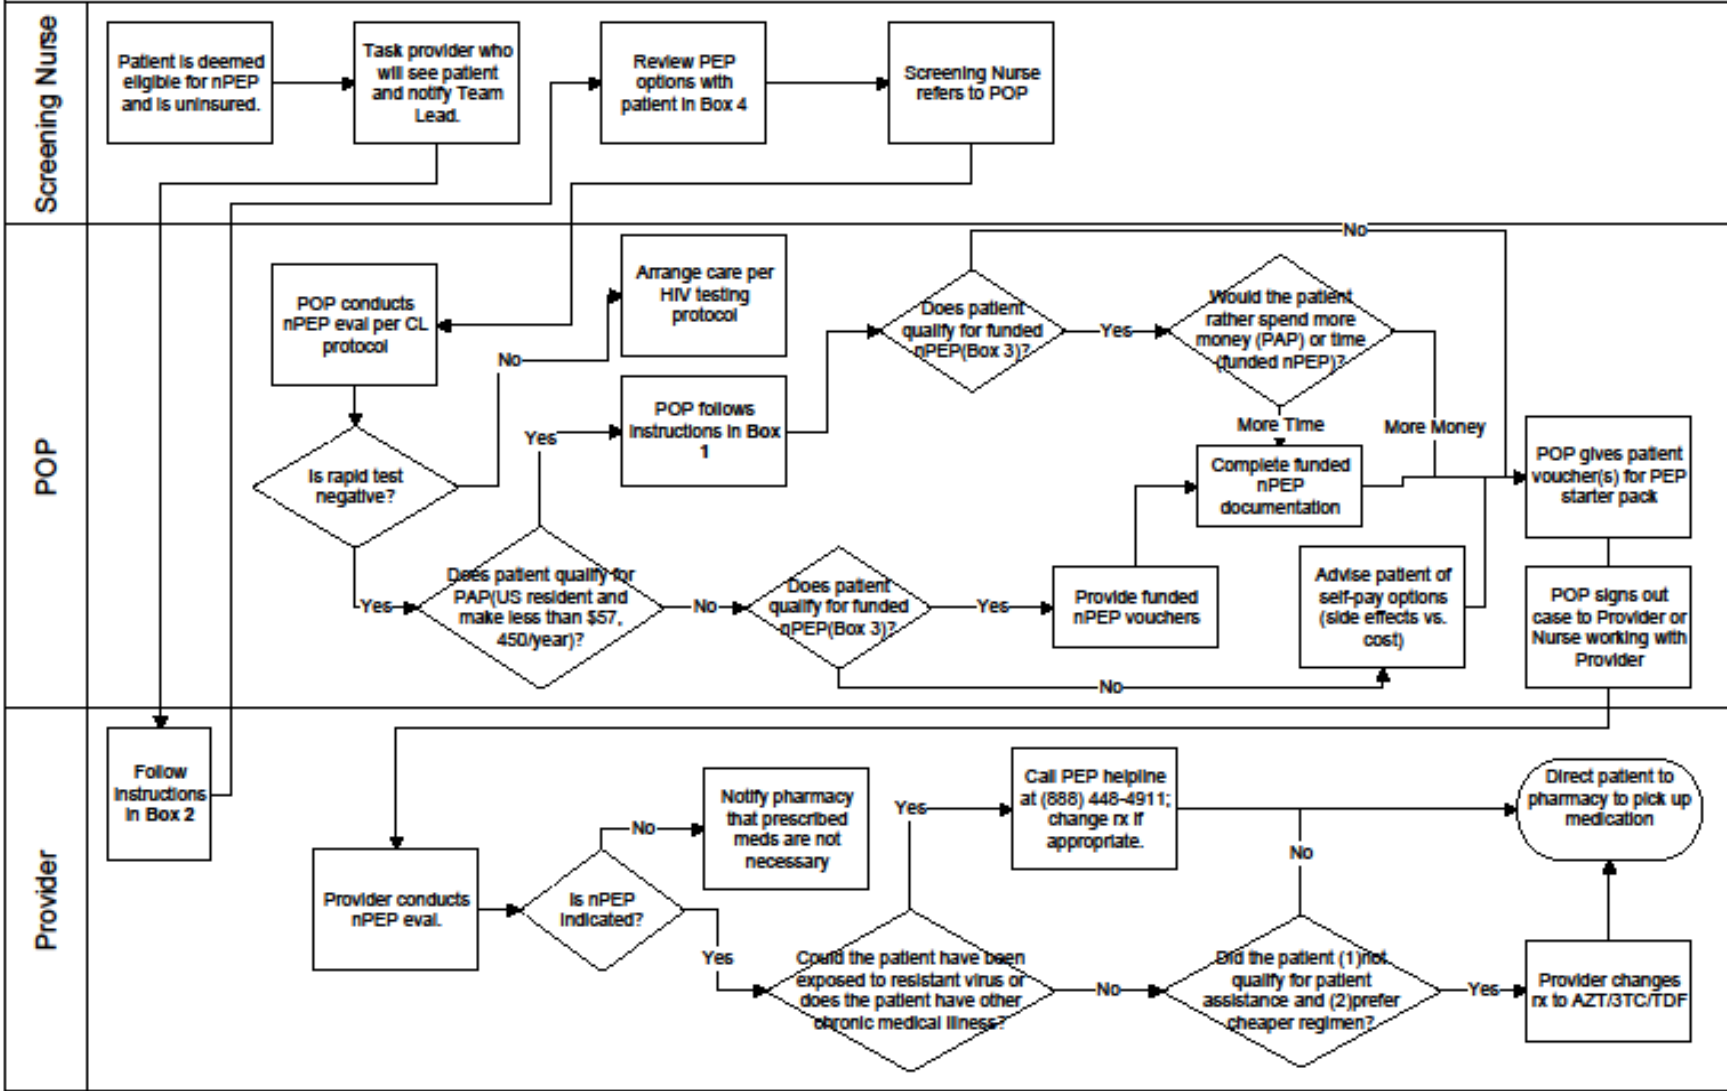 Screening Nurse
Patient is deemed
eligible for nPEP
and is uninsured.
Task provider who
will see patient
and notify Team
Lead.
Review PEP
options with
patient in Box 4
Screening Nurse
refers to POP
POP
POP conducts
nPEP eval per CL
protocol
Is rapid test
negative?
No
Arrange care per
HIV testing
protocol
Yes
Does patient qualify for
PAP(US resident and
make less than $57,
450/year)?
Yes
POP follows
instructions in Box
1
Does patient
qualify for funded
nPEP(Box 3)?
No
Yes
Would the patient
rather spend more
money (PAP) or time
(funded nPEP)?
More Time
More Money
Complete funded
nPEP
documentation
No
Does patient
qualify for funded
nPEP(Box 3)?
Yes
Provide funded
nPEP vouchers
No
Advise patient of
self-pay options
(side effects vs.
cost)
POP gives patient
voucher(s) for PEP
starter pack
POP signs out
case to Provider or
Nurse working with
Provider
Provider
Follow
instructions
in Box 2
Provider conducts
nPEP eval.
Is nPEP
indicated?
No
Notify pharmacy
that prescribed
meds are not
necessary
Yes
Could the patient have been
exposed to resistant virus or
does the patient have other
chronic medical illness?
Yes
Call PEP helpline
at (888) 448-4911;
change rx if
appropriate.
No
Did the patient (1)not
qualify for patient
assistance and (2)prefer
cheaper regimen?
No
Yes
Provider changes
rx to AZT/3TC/TDF
Direct patient to
pharmacy to pick up
medication